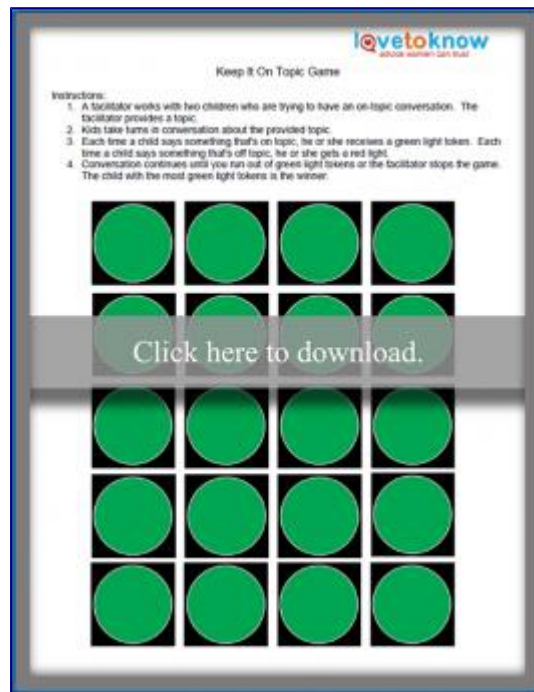 lovetoknow
advice women can trust
Keep It On Topic Game
Instructions:
1. A facilitator works with two children who are trying to have an on-topic conversation. The
facilitator provides a topic.
2. Kids take turns in conversation about the provided topic.
3. Each time a child says something that's on topic, he or she receives a green light token. Each
time a child says something that's off topic, he or she gets a red light.
4. Conversation continues until you run out of green light tokens or the facilitator stops the game.
The child with the most green light tokens is the winner.
Click here to download.